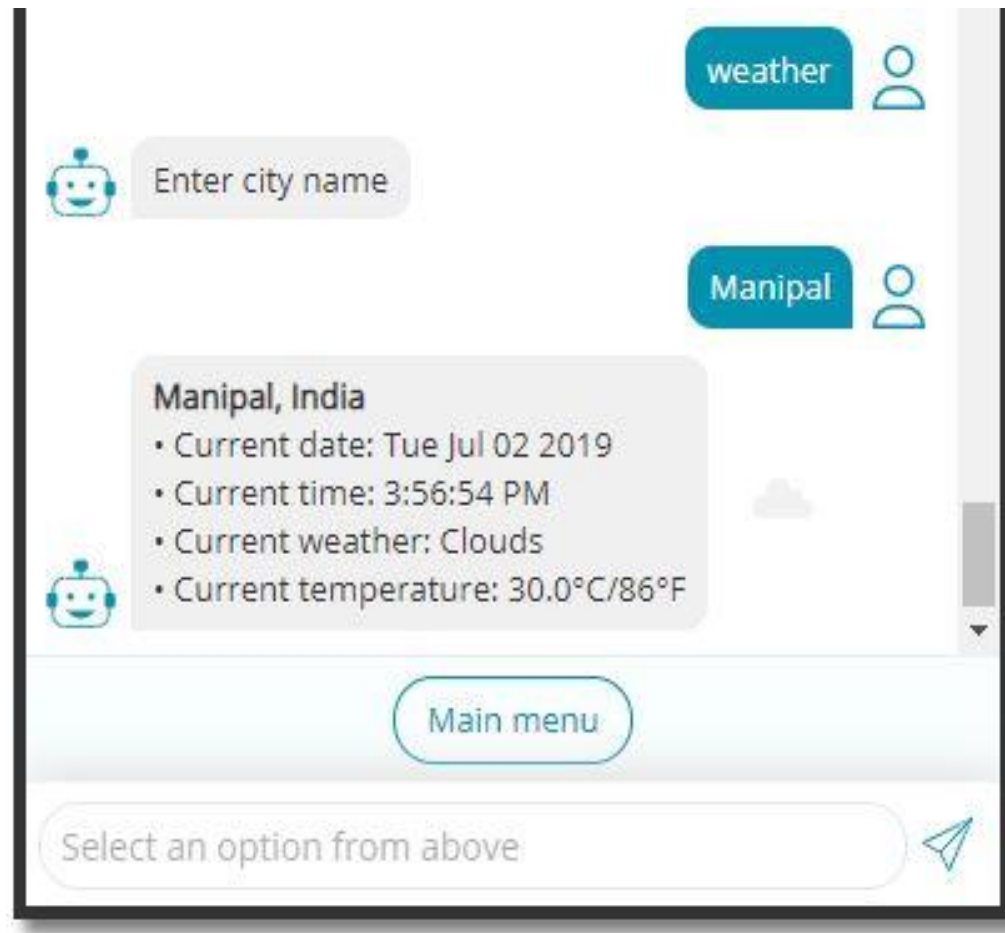 weather
Enter city name
Manipal
Manipal, India
• Current date: Tue Jul 02 2019
• Current time: 3:56:54 PM
• Current weather: Clouds
• Current temperature: 30.0°C/86°F
Main menu
Select an option from above